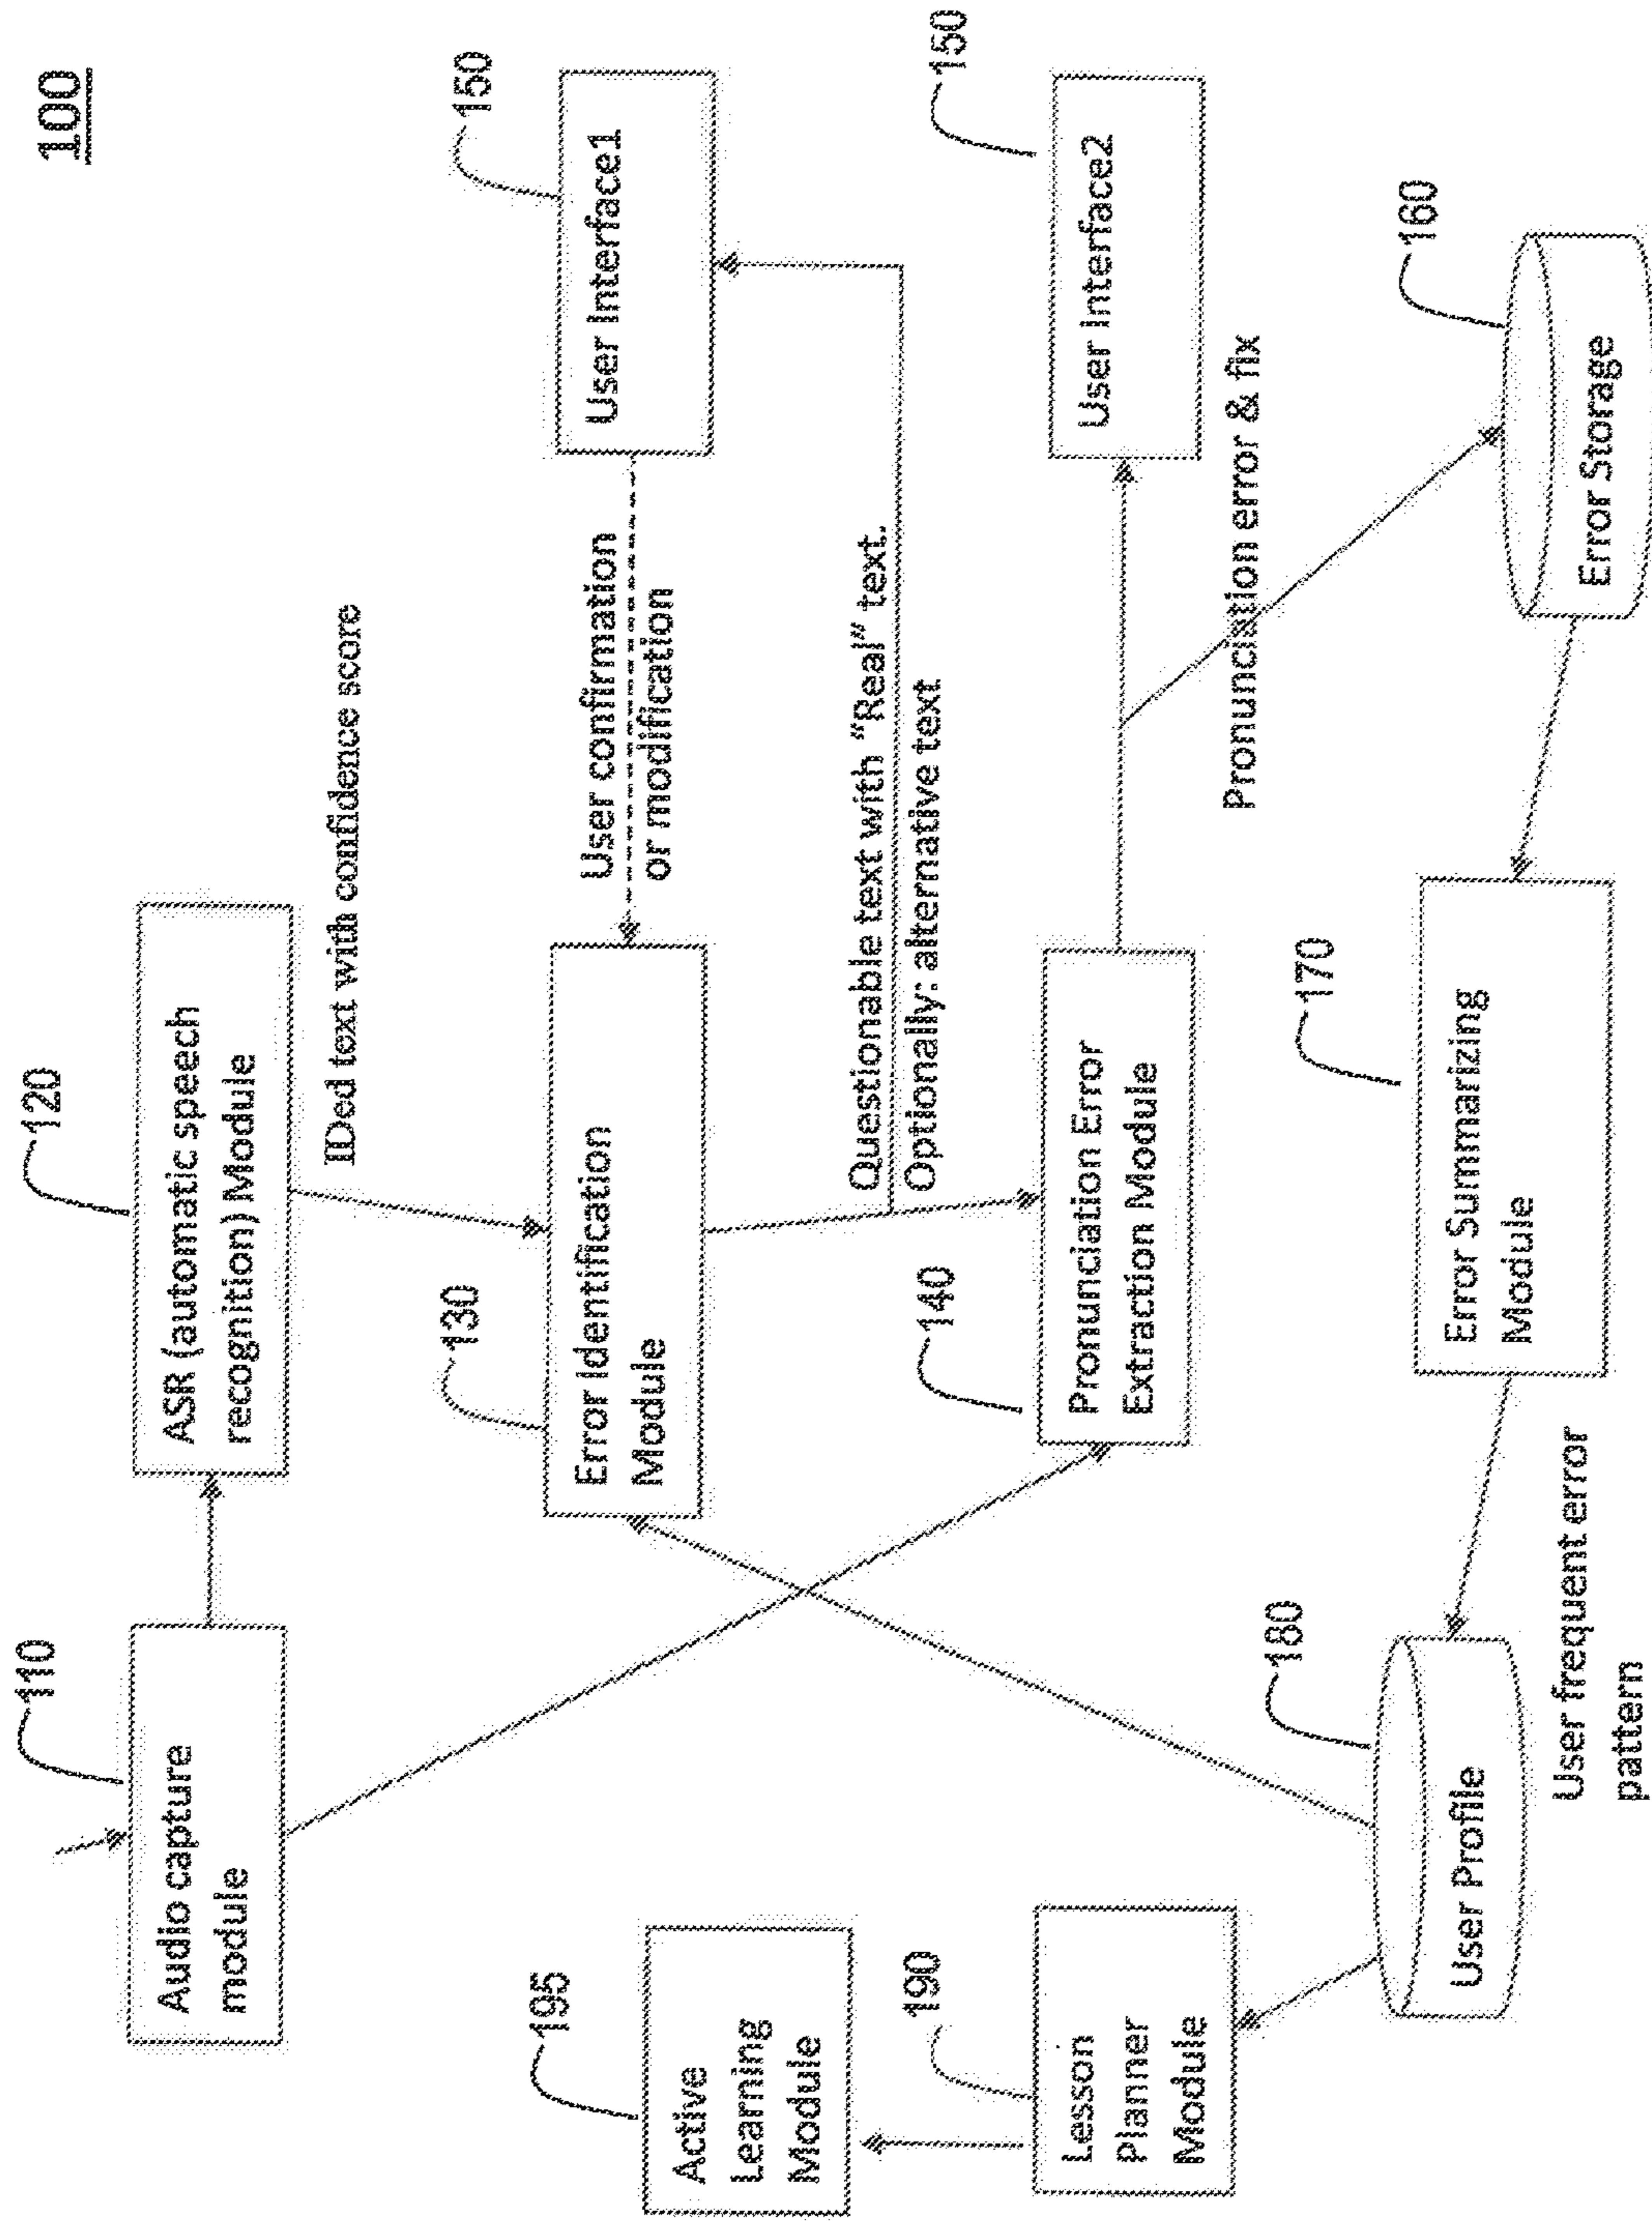 100
110
Audio capture
module
120
ASR (automatic speech
recognition) Module
IDed text with confidence score
130
Error Identification
Module
User confirmation
or modification
150
User Interface1
Questionable text with "Real" text.
Optionally: alternative text
195
Active
Learning
Module
190
Lesson
Planner
Module
140
Pronunciation Error
Extraction Module
150
User Interface2
Pronunciation error & fix
180
User Profile
User frequent error
pattern
170
Error Summarizing
Module
160
Error Storage